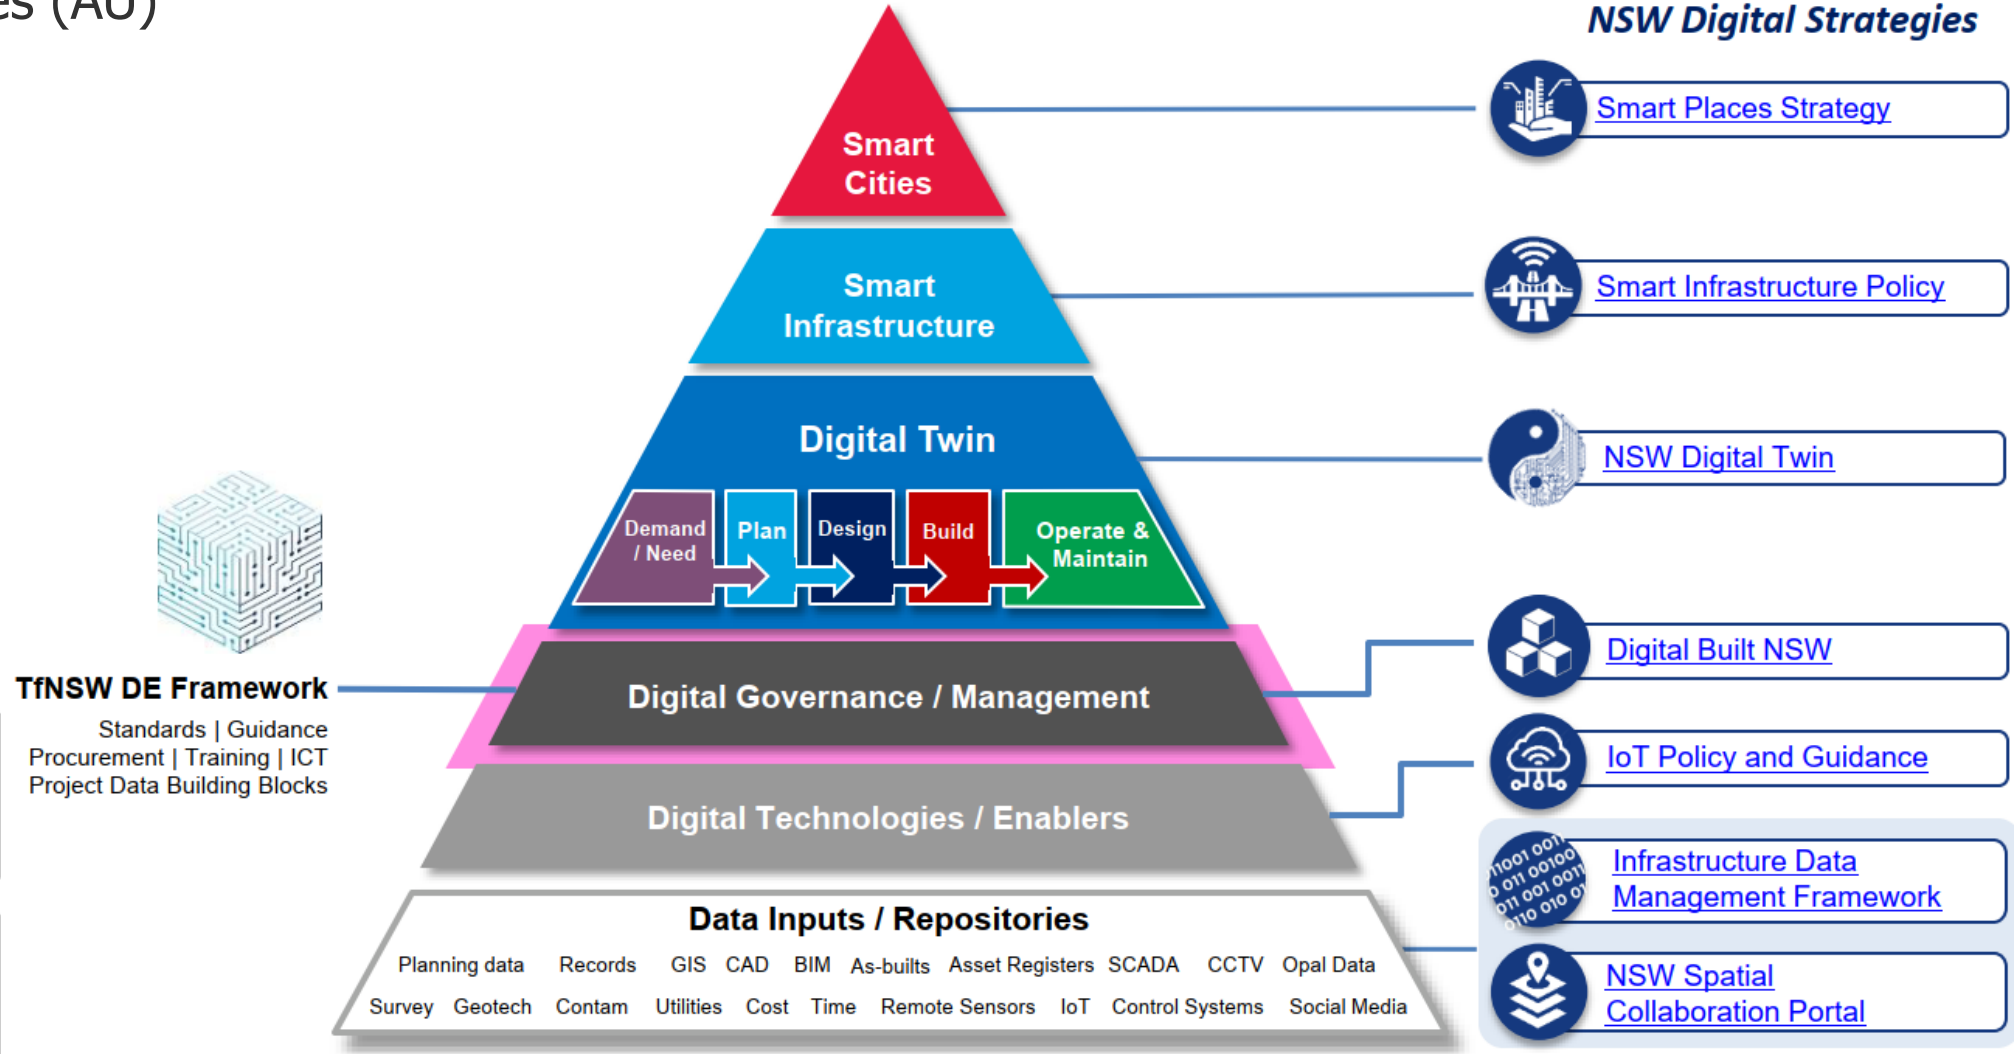 es (AU)
NSW Digital Strategies
Smart
Cities
Smart Places Strategy
Smart
Infrastructure
Smart Infrastructure Policy
Digital Twin
NSW Digital Twin
Demand
/ Need
Plan
Design
Build
Operate &
Maintain
TfNSW DE Framework
Standards | Guidance
Procurement | Training | ICT
Project Data Building Blocks
Digital Governance / Management
Digital Built NSW
Digital Technologies / Enablers
IoT Policy and Guidance
Data Inputs / Repositories
Planning data Records GIS CAD BIM As-builts Asset Registers SCADA CCTV Opal Data
Survey Geotech Contam Utilities Cost Time Remote Sensors IoT Control Systems Social Media
Infrastructure Data
Management Framework
NSW Spatial
Collaboration Portal